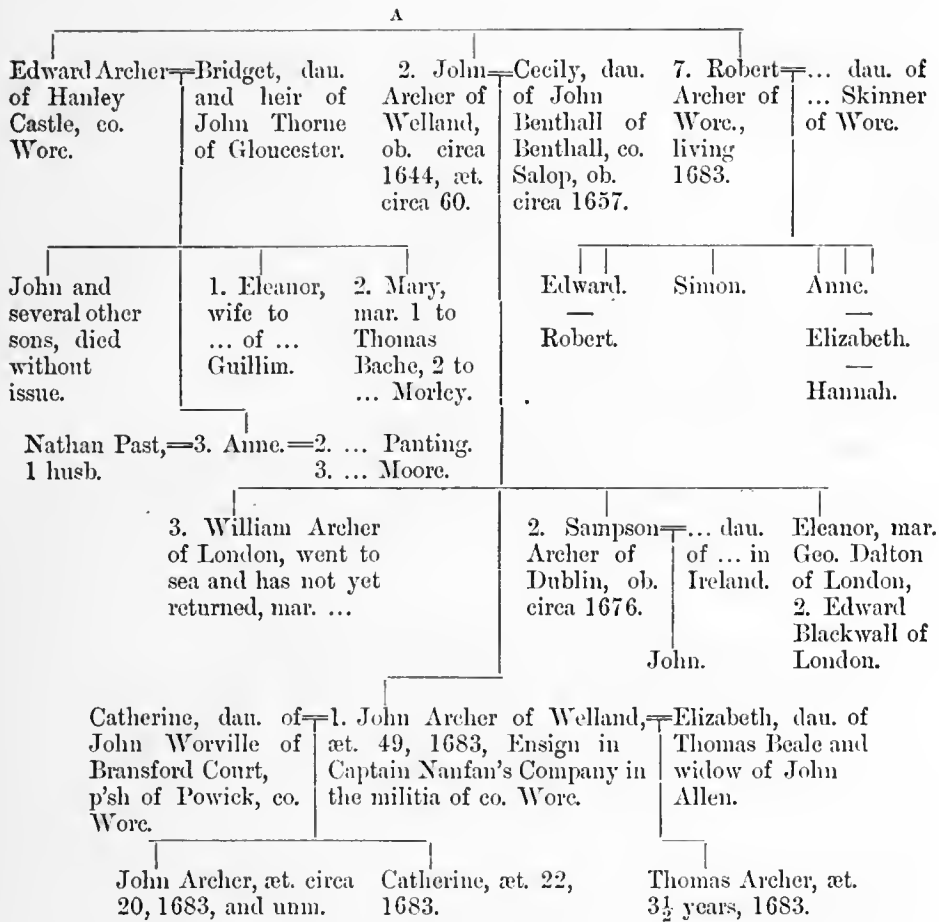 A
Edward Archer
of Hanley
Castle, co.
Worc.
Bridget, dau.
and heir of
John Thorne
of Gloucester.
2. John
Archer of
Welland,
ob. circa
1644, æt.
circa 60.
Cecily, dau.
of John
Benthall of
Benthall, co.
Salop, ob.
circa 1657.
7. Robert
Archer of
Worc.,
living
1683.
... dau. of
... Skinner
of Worc.
John and
several other
sons, died
without
issue.
1. Eleanor,
wife to
... of ...
Guillim.
2. Mary,
mar. 1 to
Thomas
Bache, 2 to
... Morley.
Edward.
—
Robert.
Simon.
Anne.
—
Elizabeth.
—
Hannah.
Nathan Past,=3. Anne.=2. ... Panting.
1 husb.
3. ... Moore.
3. William Archer
of London, went to
sea and has not yet
returned, mar. ...
2. Sampson
Archer of
Dublin, ob.
circa 1676.
... dau.
of ... in
Ireland.
Eleanor, mar.
Geo. Dalton
of London,
2. Edward
Blackwall of
London.
John.
Catherine, dau. of
John Worville of
Bransford Court,
p'sh of Powick, co.
Worc.
1. John Archer of Welland,
æt. 49, 1683, Ensign in
Captain Nanfan's Company in
the militia of co. Worc.
Elizabeth, dau. of
Thomas Beale and
widow of John
Allen.
John Archer, æt. circa
20, 1683, and unm.
Catherine, æt. 22,
1683.
Thomas Archer, æt.
3½ years, 1683.